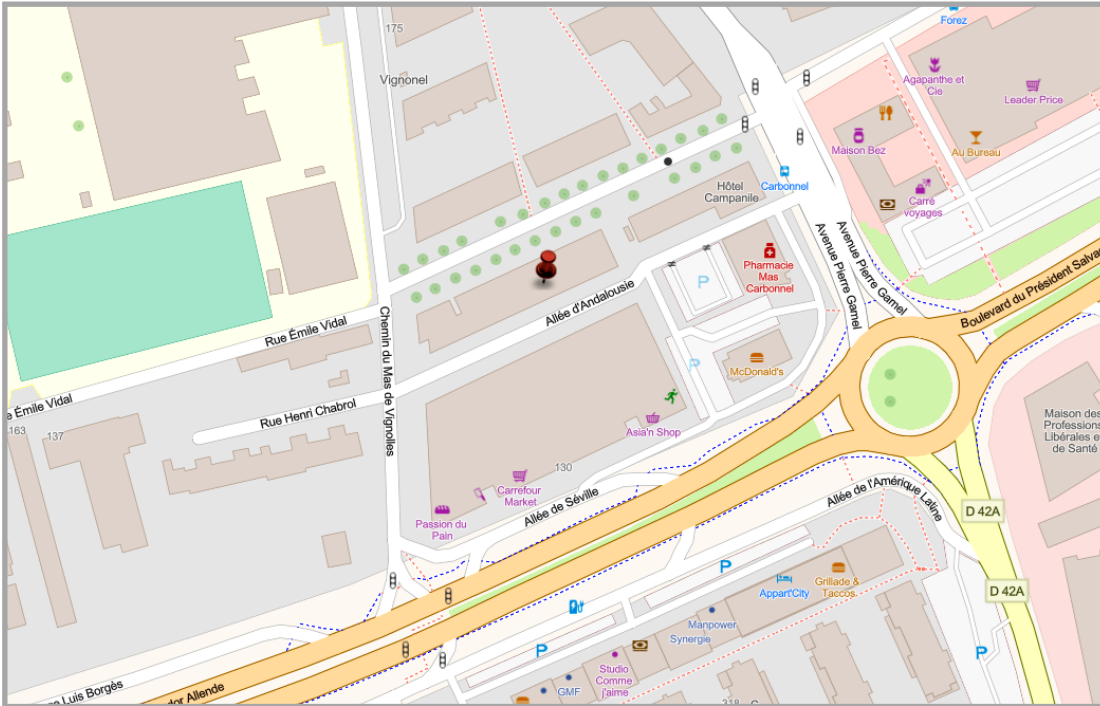 Forez
175
Vignonel
Agapanthe et
Cie
Leader Price
Maison Bez
Au Bureau
Carbonnel
Hôtel
Campanile
Carré
voyages
Avenue Pierre Gamel
Avenue Pierre Gamel
Pharmacie
Mas
Carbonnel
P
Boulevard du Président Salva
Allée d'Andalousie
Rue Émile Vidal
Chemin du Mas de Vignolles
P
McDonald's
e Émile Vidal
Rue Henri Chabrol
163
137
Asia'n Shop
Maison des
Professions
Libérales e
de Santé
130
Carrefour
Market
Allée de Séville
Passion du
Pain
Allée de l'Amérique Latine
D 42A
P
Appart'City
Grillade &
Taccos
D 42A
Manpower
Synergie
P
P
Studio
Comme
j'aime
GMF
Luis Borgès
dor Allende